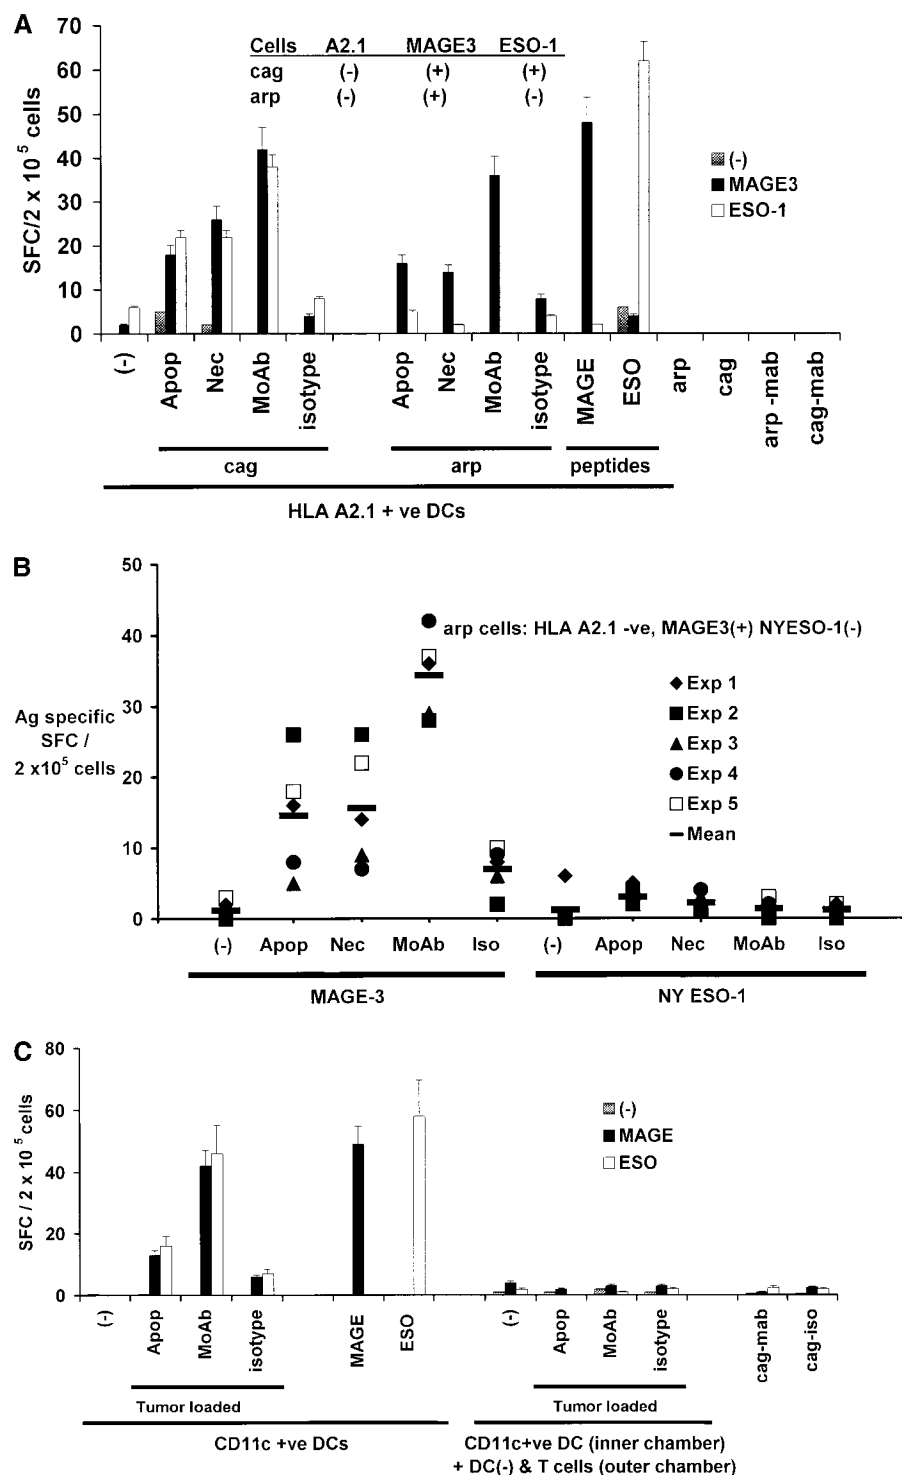 A
70
60
50
40
30
20
10
0
SFC/2 x 10 5 cells
Cells A2.1 MAGE3 ESO-1
cag (-) (+) (+)
arp (-) (+) (-)
(-)
MAGE3
ESO-1
(-) Apop Nec MoAb isotype Apop Nec MoAb isotype MAGE ESO arp cag arp -mab cag-mab
cag arp peptides
HLA A2.1 + ve DCs
B
50
40
30
20
10
0
Ag specific
SFC /
2 x105 cells
arp cells: HLA A2.1 -ve, MAGE3(+) NYESO-1(-)
Exp 1
Exp 2
Exp 3
Exp 4
Exp 5
Mean
(-) Apop Nec MoAb Iso (-) Apop Nec MoAb Iso
MAGE-3 NY ESO-1
C
80
60
40
20
0
SFC / 2 x 10 5 cells
(-)
MAGE
ESO
(-) Apop MoAb isotype MAGE ESO (-) Apop MoAb isotype cag-mab cag-iso
Tumor loaded Tumor loaded
CD11c +ve DCs CD11c+ve DC (inner chamber)
+ DC(-) & T cells (outer chamber)